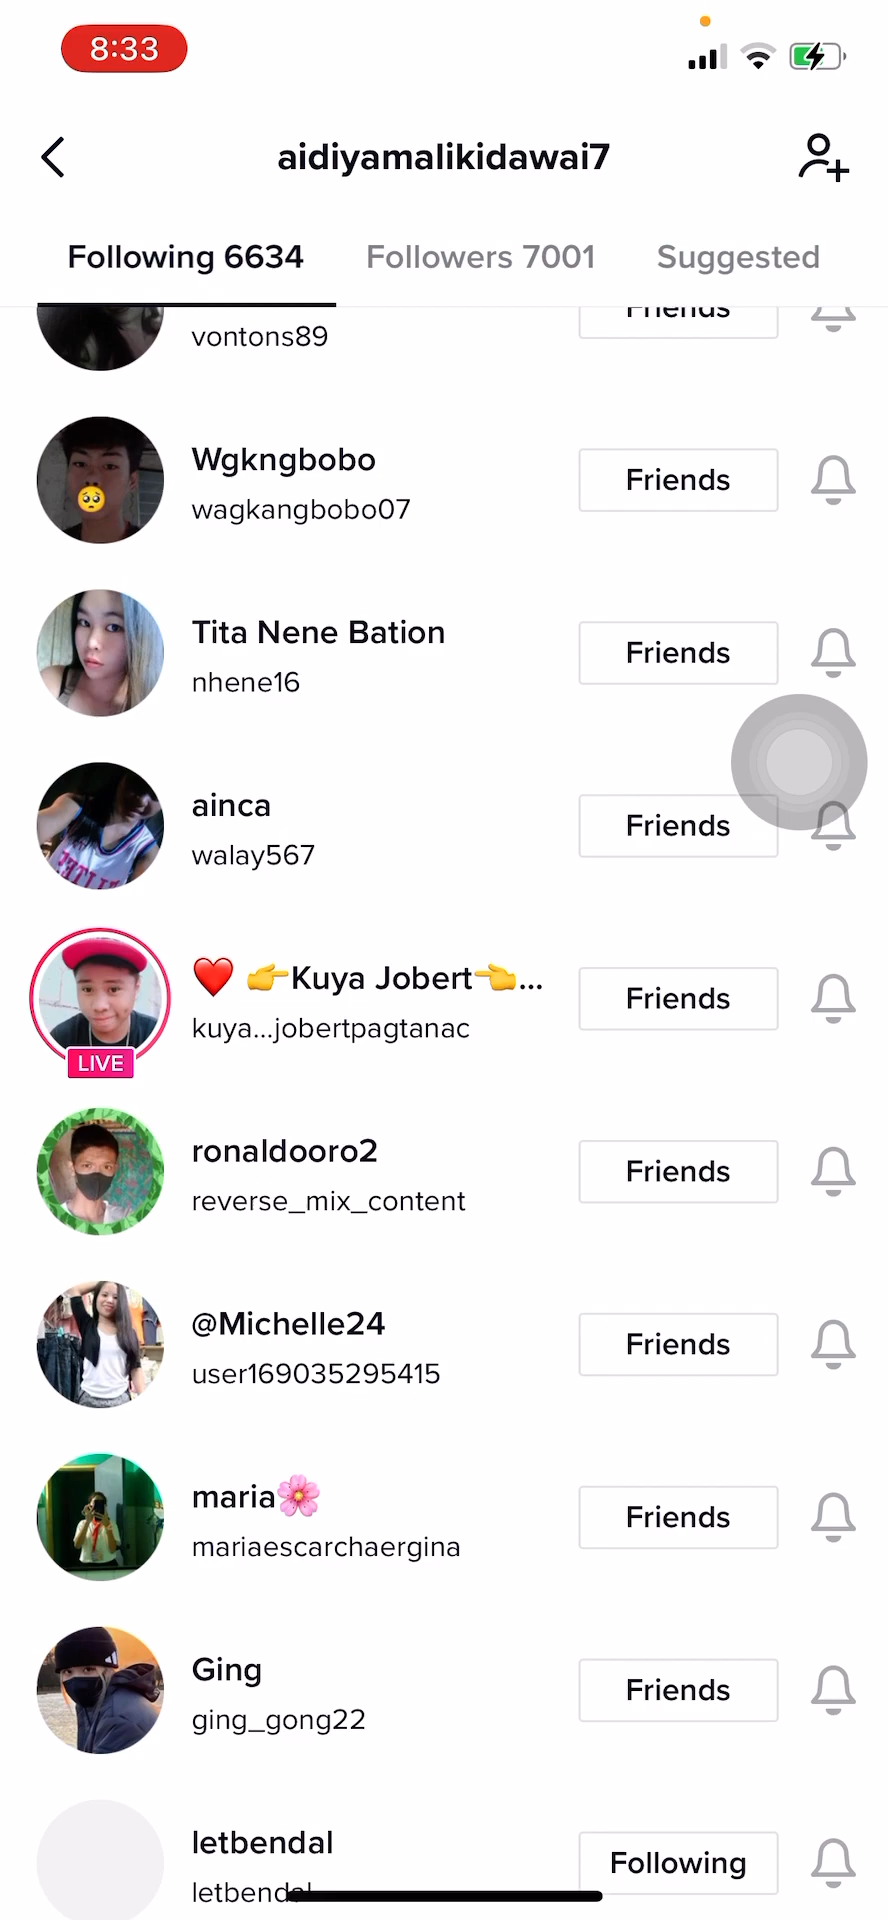 8:33
aidiyamalikidawai7
Following 6634 Followers 7001 Suggested
vontons89 Friends
Wgkngbobo
wagkangbobo07
Friends
Tita Nene Bation
nhene16
Friends
ainca
walay567
Friends
❤️ 👉Kuya Jobert👈...
kuya...jobertpagtanac
Friends
LIVE
ronaldooro2
reverse_mix_content
Friends
@Michelle24
user169035295415
Friends
maria🌸
mariaescarchaergina
Friends
Ging
ging_gong22
Friends
letbendal
letbendal
Following